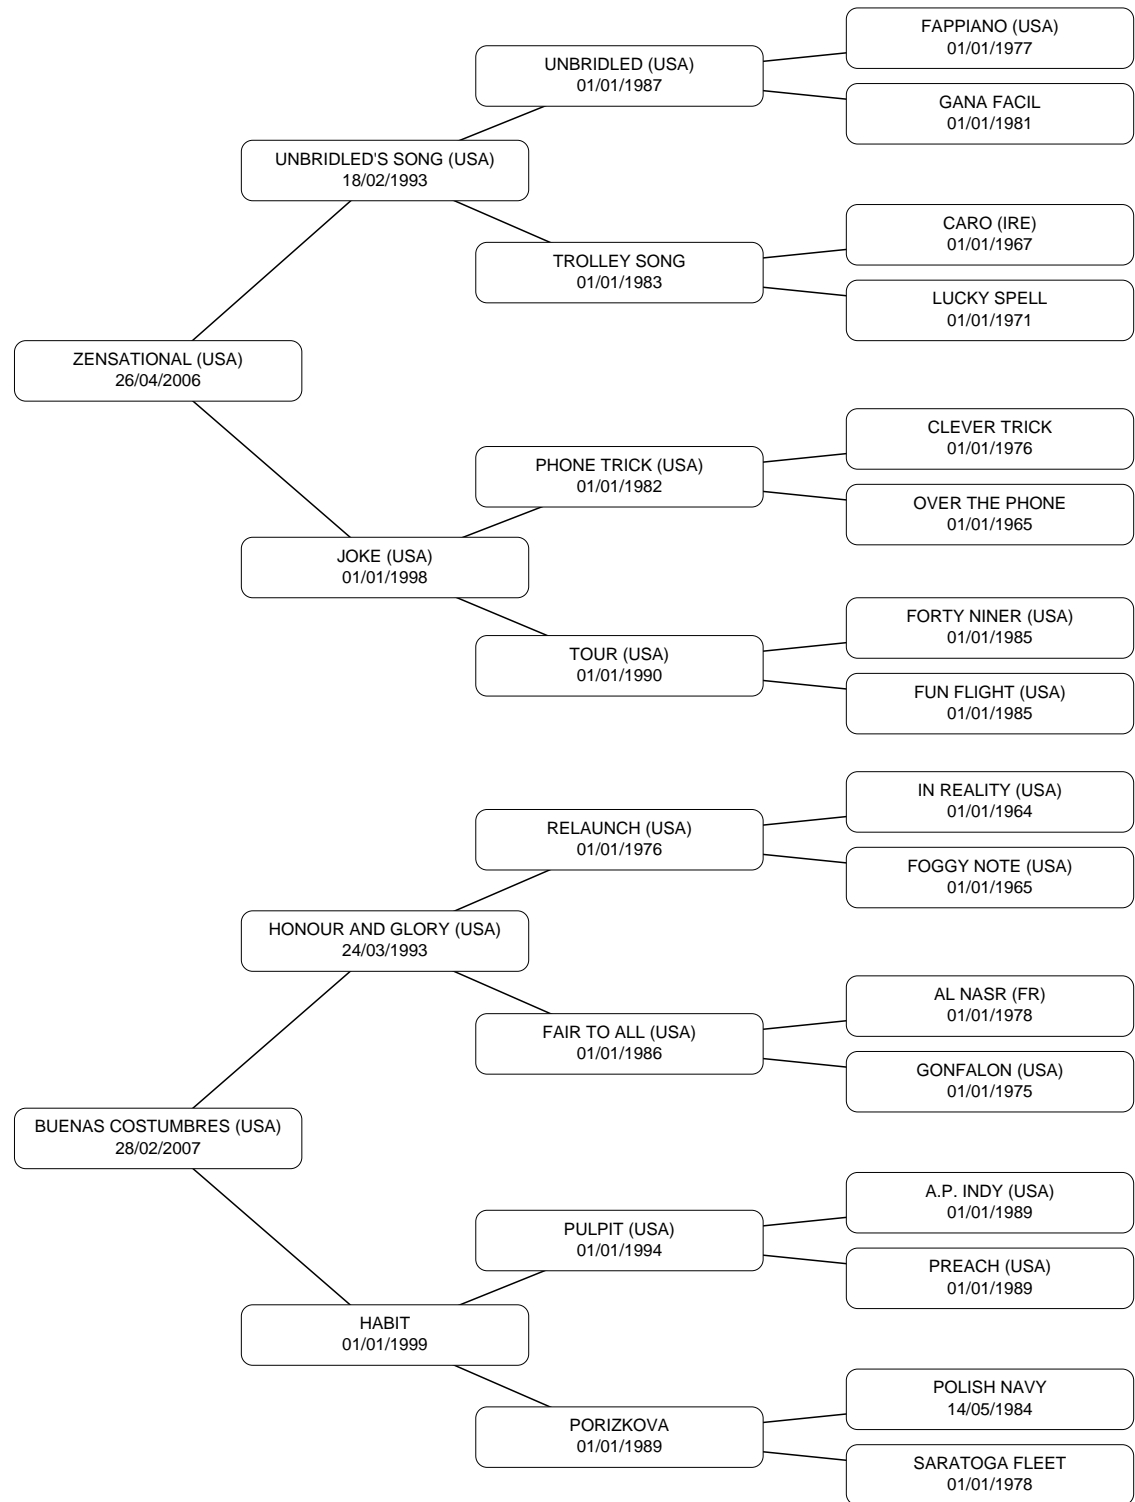 FAPPIANO (USA)
01/01/1977
UNBRIDLED (USA)
01/01/1987
GANA FACIL
01/01/1981
UNBRIDLED'S SONG (USA)
18/02/1993
CARO (IRE)
01/01/1967
TROLLEY SONG
01/01/1983
LUCKY SPELL
01/01/1971
ZENSATIONAL (USA)
26/04/2006
CLEVER TRICK
01/01/1976
PHONE TRICK (USA)
01/01/1982
OVER THE PHONE
01/01/1965
JOKE (USA)
01/01/1998
FORTY NINER (USA)
01/01/1985
TOUR (USA)
01/01/1990
FUN FLIGHT (USA)
01/01/1985
IN REALITY (USA)
01/01/1964
RELAUNCH (USA)
01/01/1976
FOGGY NOTE (USA)
01/01/1965
HONOUR AND GLORY (USA)
24/03/1993
AL NASR (FR)
01/01/1978
FAIR TO ALL (USA)
01/01/1986
GONFALON (USA)
01/01/1975
BUENAS COSTUMBRES (USA)
28/02/2007
A.P. INDY (USA)
01/01/1989
PULPIT (USA)
01/01/1994
PREACH (USA)
01/01/1989
HABIT
01/01/1999
POLISH NAVY
14/05/1984
PORIZKOVA
01/01/1989
SARATOGA FLEET
01/01/1978